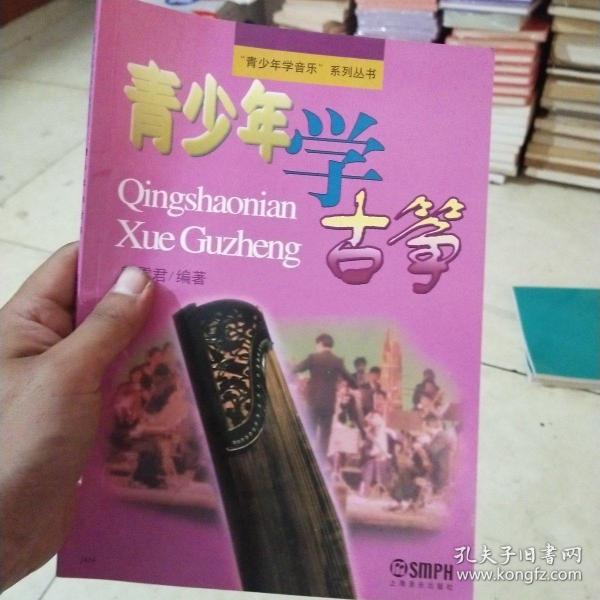 “青少年学音乐”系列丛书
青少年学古筝
Qingshaonian
Xue Guzheng
君/编著
SMPH
上海音乐出版社
孔夫子旧书网
www.kongfz.com